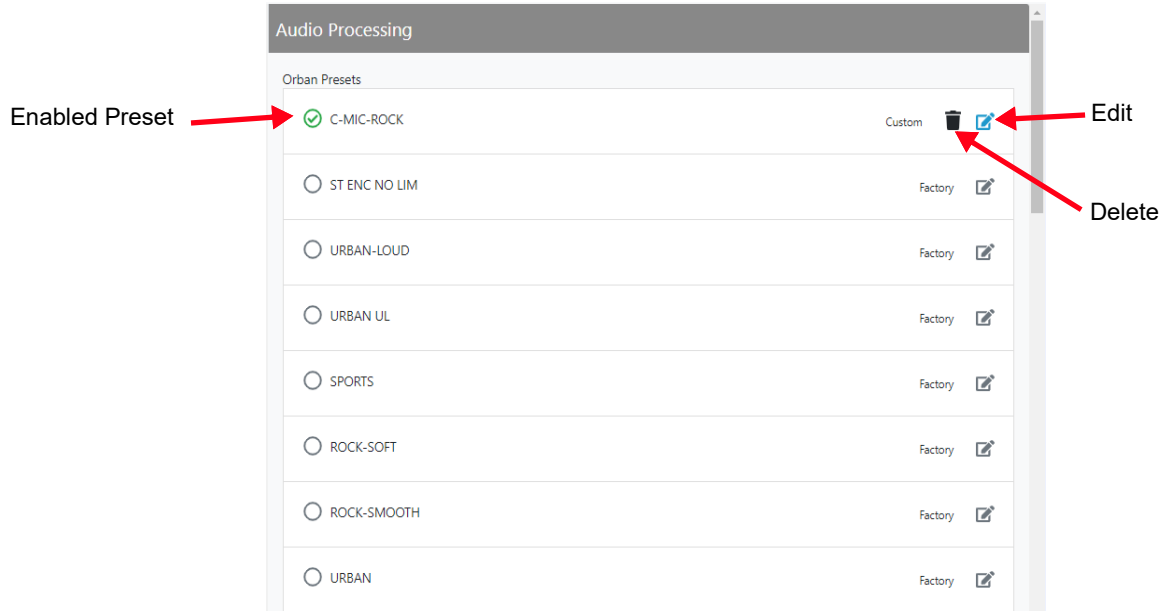 Audio Processing
Orban Presets
Enabled Preset
C-MIC-ROCK
Custom
Edit
ST ENC NO LIM
Factory
Delete
URBAN-LOUD
Factory
URBAN UL
Factory
SPORTS
Factory
ROCK-SOFT
Factory
ROCK-SMOOTH
Factory
URBAN
Factory